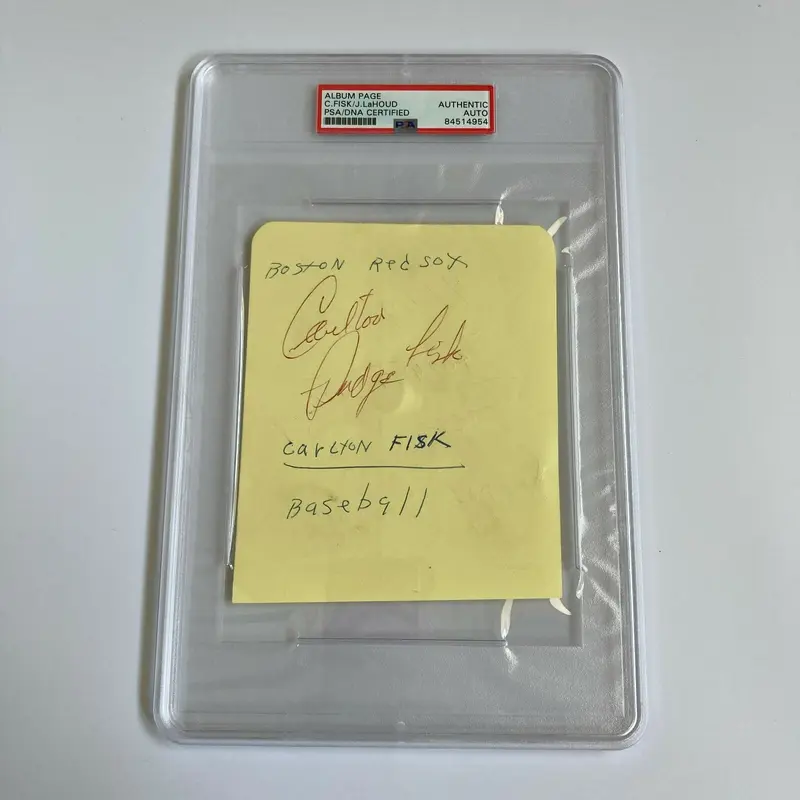 ALBUM PAGE
C.FISK/J.LaHOUD
PSA/DNA CERTIFIED
AUTHENTIC
AUTO
84514954
PSA
BOSTON Red SOX
Carlton
Pudge Fisk
CarLtON FISK
Baseball